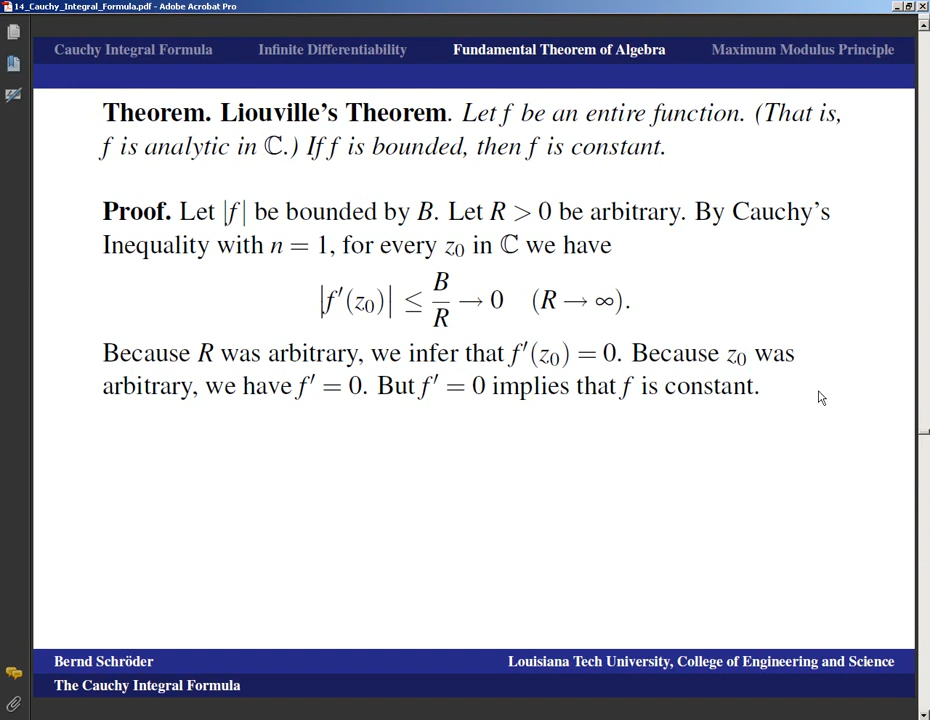 14_Cauchy_Integral_Formula.pdf - Adobe Acrobat Pro
Cauchy Integral Formula Infinite Differentiability Fundamental Theorem of Algebra Maximum Modulus Principle
Theorem. Liouville’s Theorem. Let f be an entire function. (That is,
f is analytic in ℂ.) If f is bounded, then f is constant.
Proof. Let |f| be bounded by B. Let R > 0 be arbitrary. By Cauchy’s
Inequality with n = 1, for every z₀ in ℂ we have
|f′(z₀)| ≤ B/R → 0 (R → ∞).
Because R was arbitrary, we infer that f′(z₀) = 0. Because z₀ was
arbitrary, we have f′ = 0. But f′ = 0 implies that f is constant.
Bernd Schröder Louisiana Tech University, College of Engineering and Science
The Cauchy Integral Formula